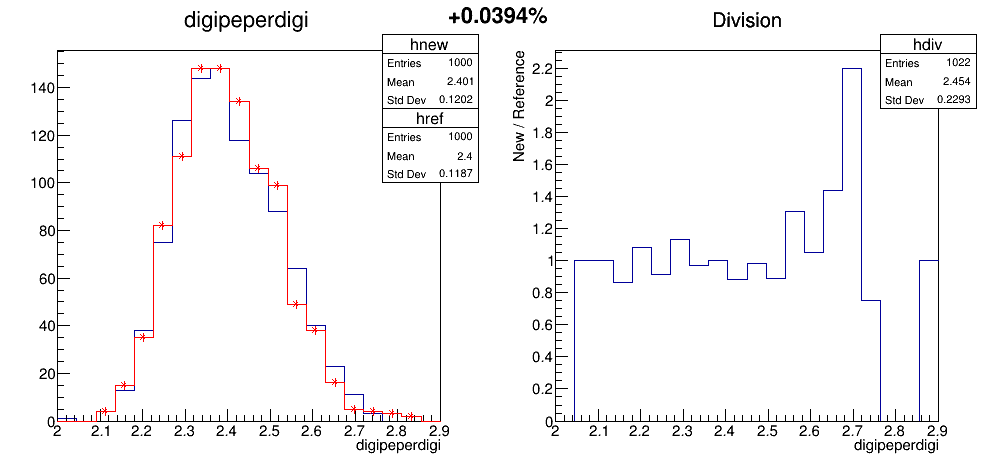 digipeperdigi
+0.0394%
Division
hnew
Entries 1000
Mean 2.401
Std Dev 0.1202
href
Entries 1000
Mean 2.4
Std Dev 0.1187
140
120
100
80
60
40
20
0
2 2.1 2.2 2.3 2.4 2.5 2.6 2.7 2.8 2.9
digipeperdigi
hdiv
Entries 1022
Mean 2.454
Std Dev 0.2293
New / Reference
2.2
2
1.8
1.6
1.4
1.2
1
0.8
0.6
0.4
0.2
0
2 2.1 2.2 2.3 2.4 2.5 2.6 2.7 2.8 2.9
digipeperdigi